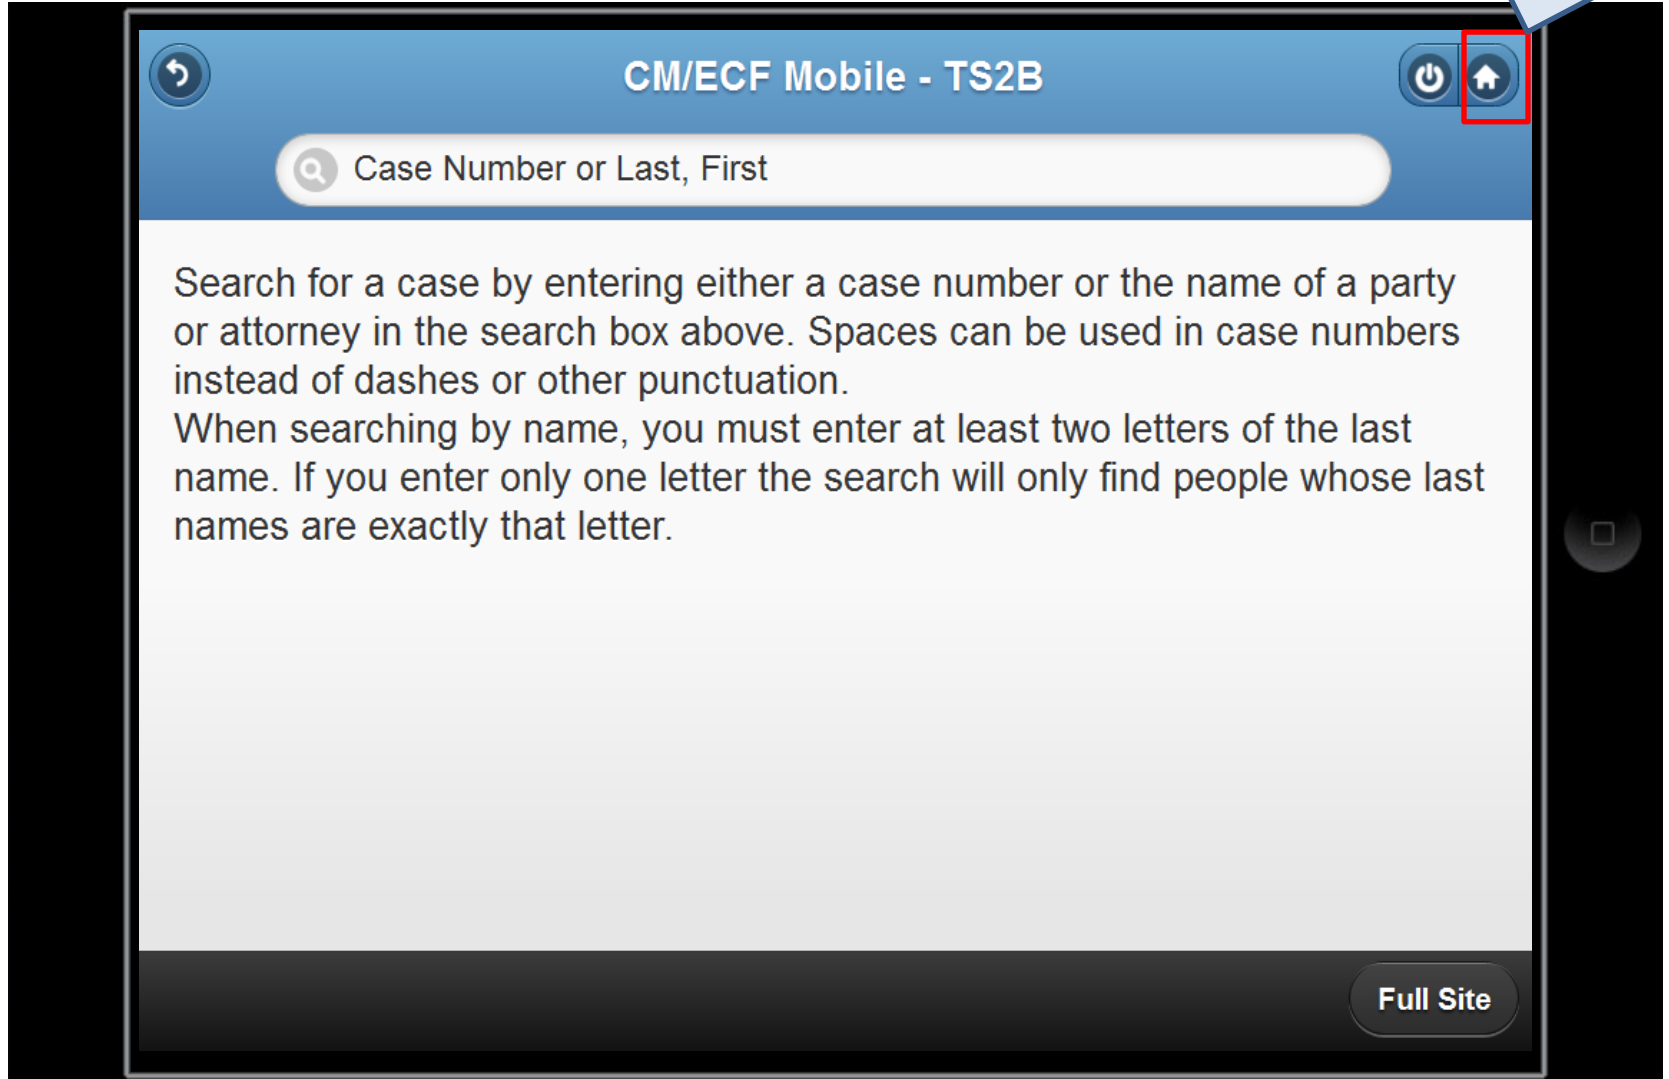 CM/ECF Mobile - TS2B
Case Number or Last, First
Search for a case by entering either a case number or the name of a party
or attorney in the search box above. Spaces can be used in case numbers
instead of dashes or other punctuation.
When searching by name, you must enter at least two letters of the last
name. If you enter only one letter the search will only find people whose last
names are exactly that letter.
Full Site